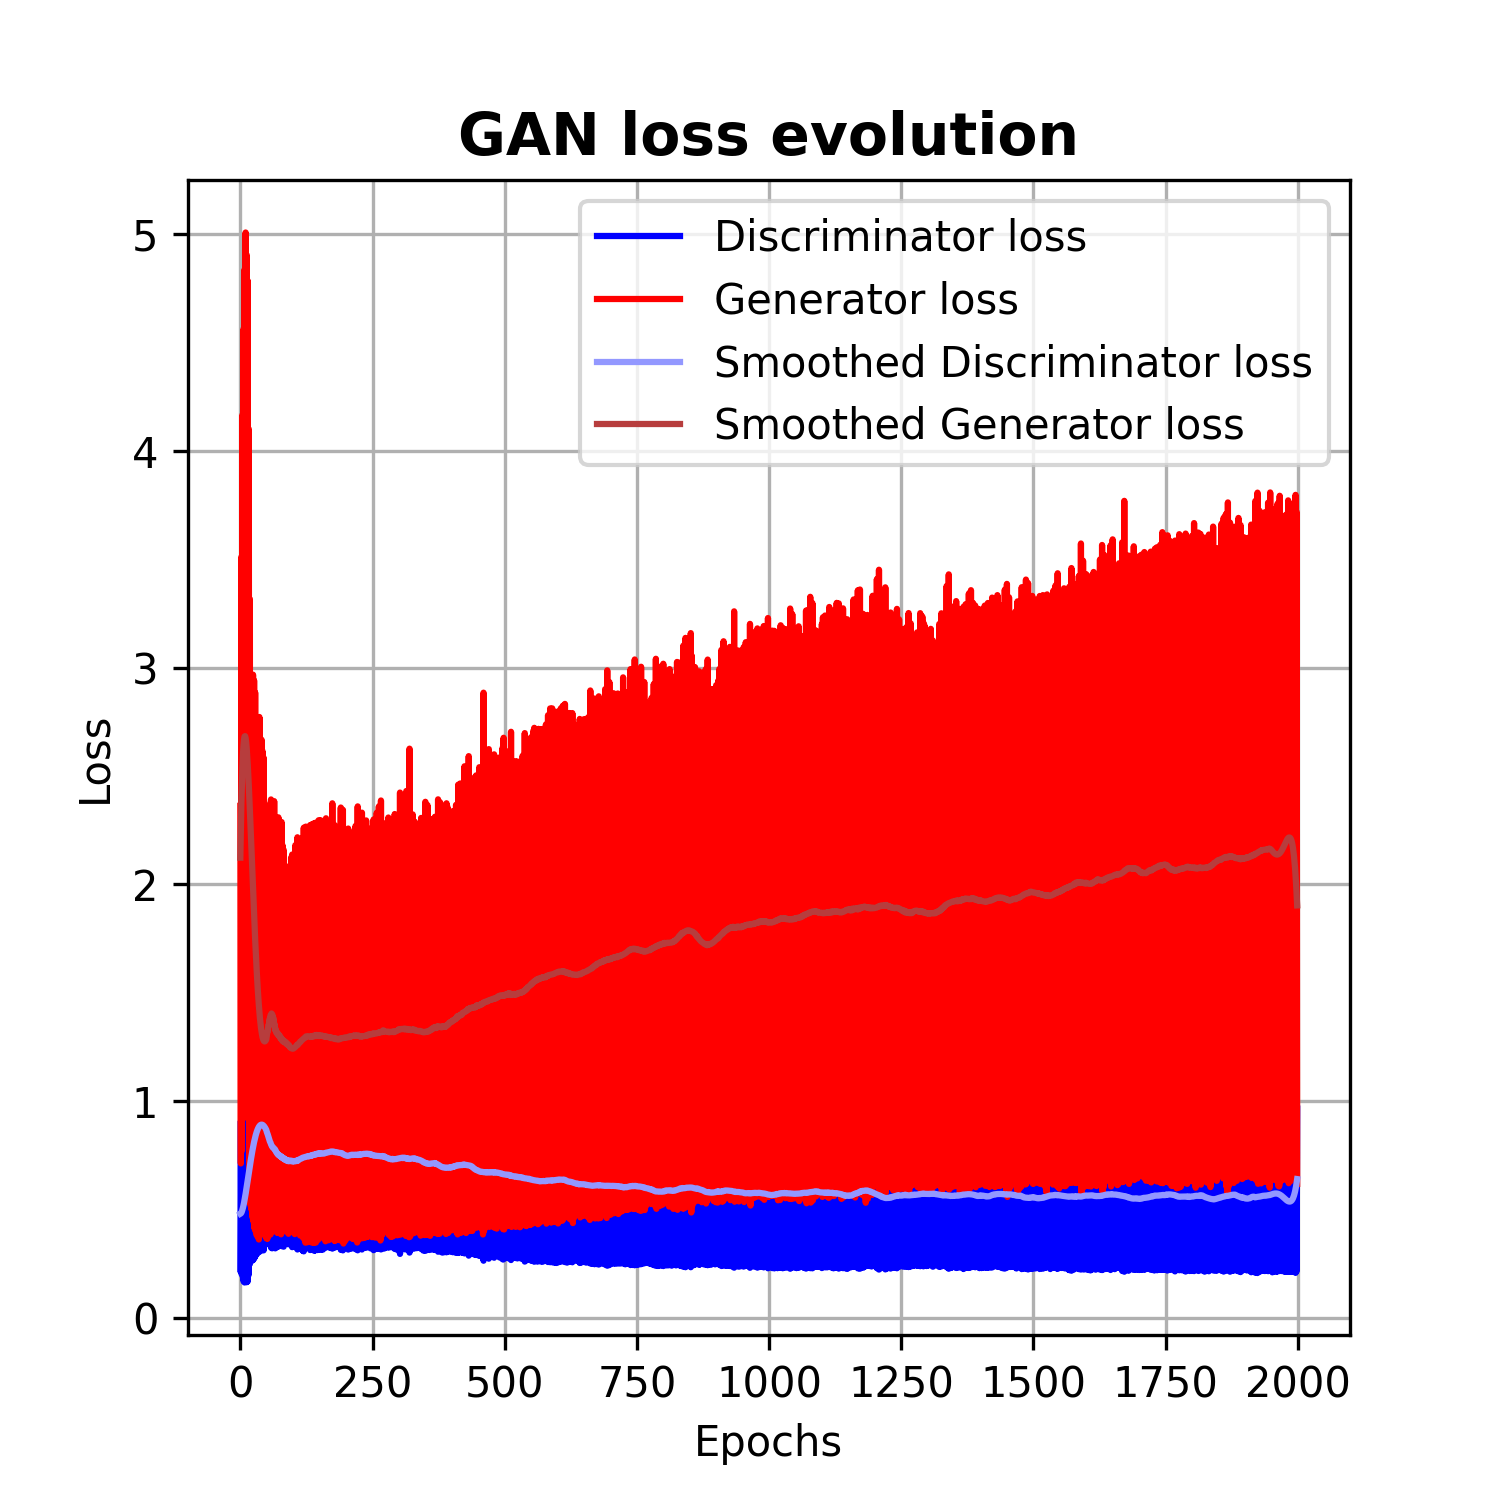 GAN loss evolution
Discriminator loss
Generator loss
Smoothed Discriminator loss
Smoothed Generator loss
5
4
3
2
1
0
Loss
0 250 500 750 1000 1250 1500 1750 2000
Epochs